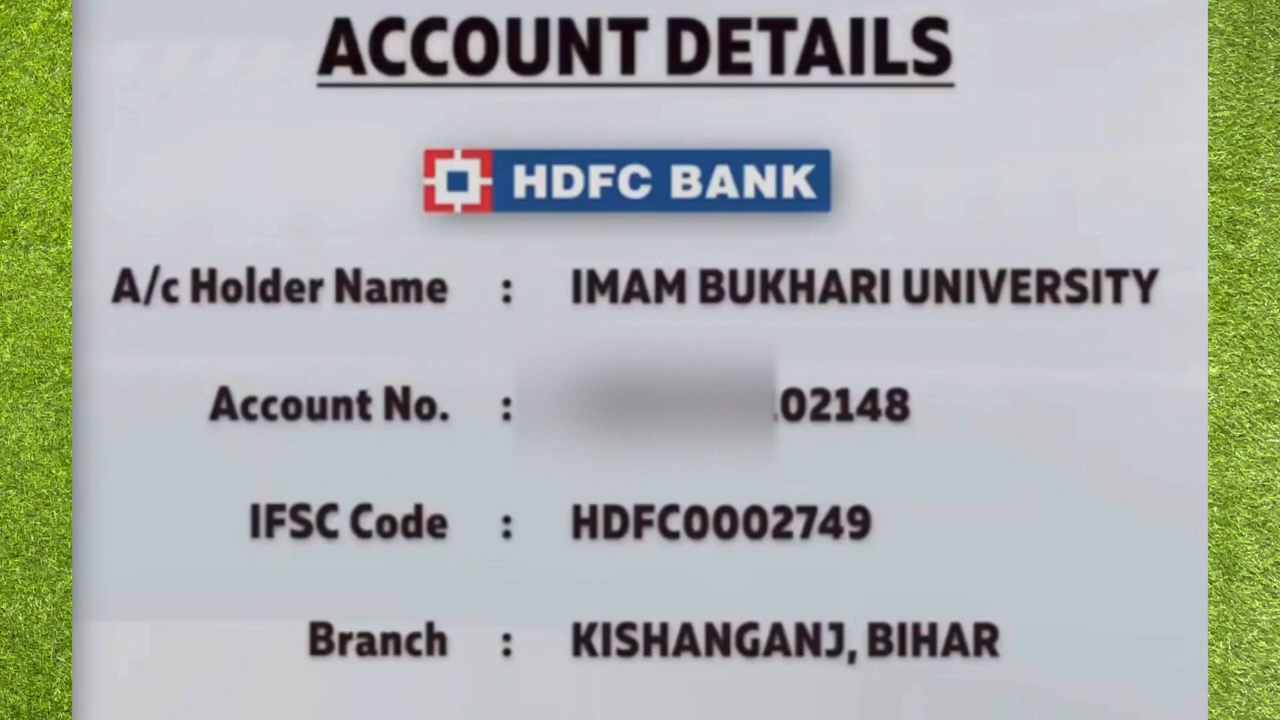 ACCOUNT DETAILS
HDFC BANK
A/c Holder Name : IMAM BUKHARI UNIVERSITY
Account No. : 02148
IFSC Code : HDFC0002749
Branch : KISHANGANJ, BIHAR